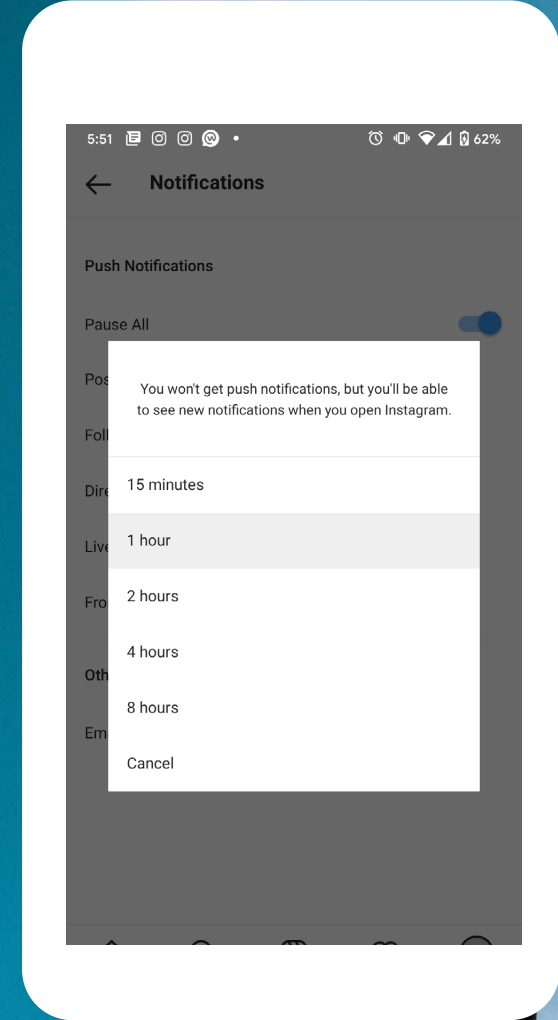 5:51
62%
Notifications
Push Notifications
Pause All
You won't get push notifications, but you'll be able
to see new notifications when you open Instagram.
15 minutes
1 hour
2 hours
4 hours
8 hours
Cancel